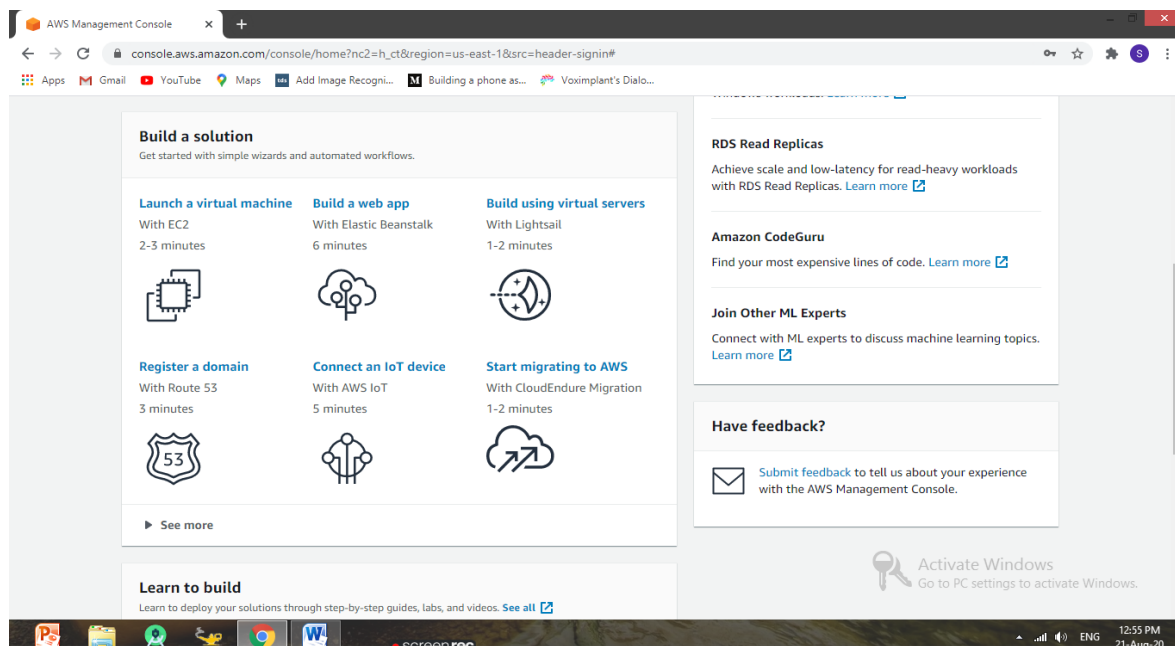 AWS Management Console
console.aws.amazon.com/console/home?nc2=h_ct&region=us-east-1&src=header-signin#
S
Apps
Gmail
YouTube
Maps
tds
Add Image Recogni...
M
Building a phone as...
Voximplant's Dialo...
Build a solution
Get started with simple wizards and automated workflows.
Launch a virtual machine
With EC2
2-3 minutes
Build a web app
With Elastic Beanstalk
6 minutes
Build using virtual servers
With Lightsail
1-2 minutes
Register a domain
With Route 53
3 minutes
53
Connect an IoT device
With AWS IoT
5 minutes
Start migrating to AWS
With CloudEndure Migration
1-2 minutes
See more
Learn to build
Learn to deploy your solutions through step-by-step guides, labs, and videos. See all
Learn more
RDS Read Replicas
Achieve scale and low-latency for read-heavy workloads
with RDS Read Replicas. Learn more
Amazon CodeGuru
Find your most expensive lines of code. Learn more
Join Other ML Experts
Connect with ML experts to discuss machine learning topics.
Learn more
Have feedback?
Submit feedback to tell us about your experience
with the AWS Management Console.
Activate Windows
Go to PC settings to activate Windows.
screenrec
ENG
12:55 PM
21-Aug-20